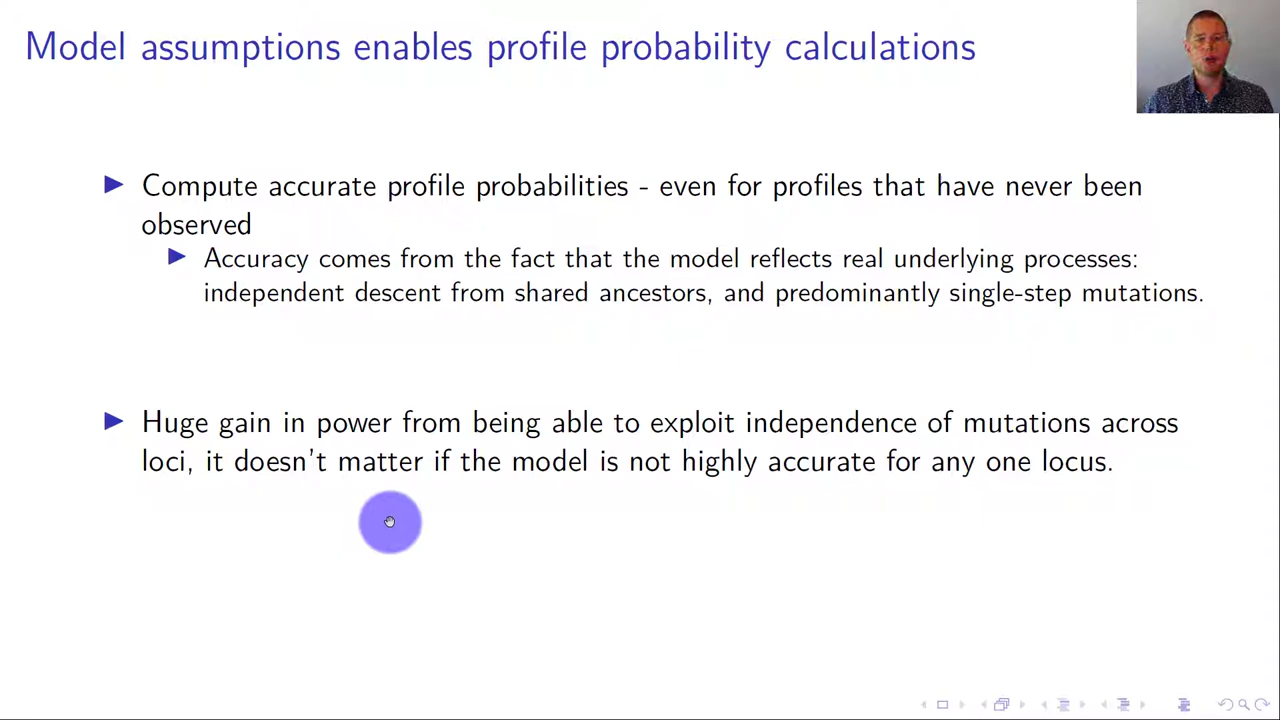 Model assumptions enables profile probability calculations
Compute accurate profile probabilities - even for profiles that have never been
observed
Accuracy comes from the fact that the model reflects real underlying processes:
independent descent from shared ancestors, and predominantly single-step mutations.
Huge gain in power from being able to exploit independence of mutations across
loci, it doesn't matter if the model is not highly accurate for any one locus.